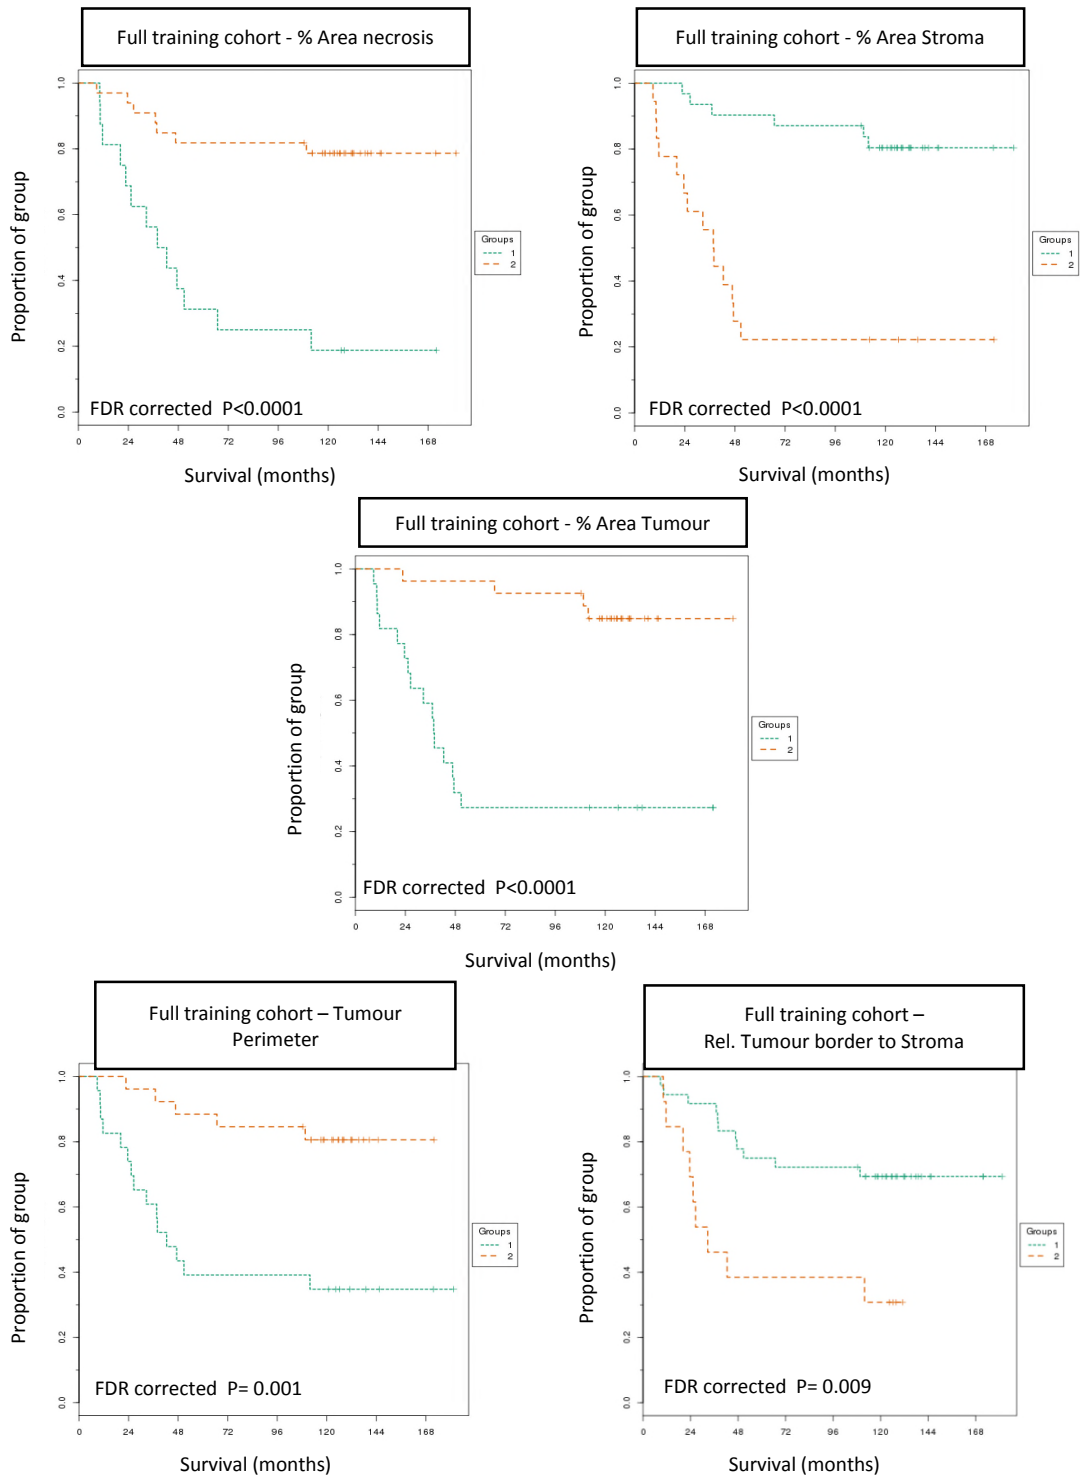 Full training cohort - % Area necrosis
Proportion of group
1.0
0.8
0.6
0.4
0.2
0.0
Groups
1
2
FDR corrected P<0.0001
0 24 48 72 96 120 144 168
Survival (months)
Full training cohort - % Area Stroma
Proportion of group
1.0
0.8
0.6
0.4
0.2
0.0
Groups
1
2
FDR corrected P<0.0001
0 24 48 72 96 120 144 168
Survival (months)
Full training cohort - % Area Tumour
Proportion of group
1.0
0.8
0.6
0.4
0.2
0.0
Groups
1
2
FDR corrected P<0.0001
0 24 48 72 96 120 144 168
Survival (months)
Full training cohort – Tumour
Perimeter
Proportion of group
1.0
0.8
0.6
0.4
0.2
0.0
Groups
1
2
FDR corrected P= 0.001
0 24 48 72 96 120 144 168
Survival (months)
Full training cohort –
Rel. Tumour border to Stroma
Proportion of group
1.0
0.8
0.6
0.4
0.2
0.0
Groups
1
2
FDR corrected P= 0.009
0 24 48 72 96 120 144 168
Survival (months)